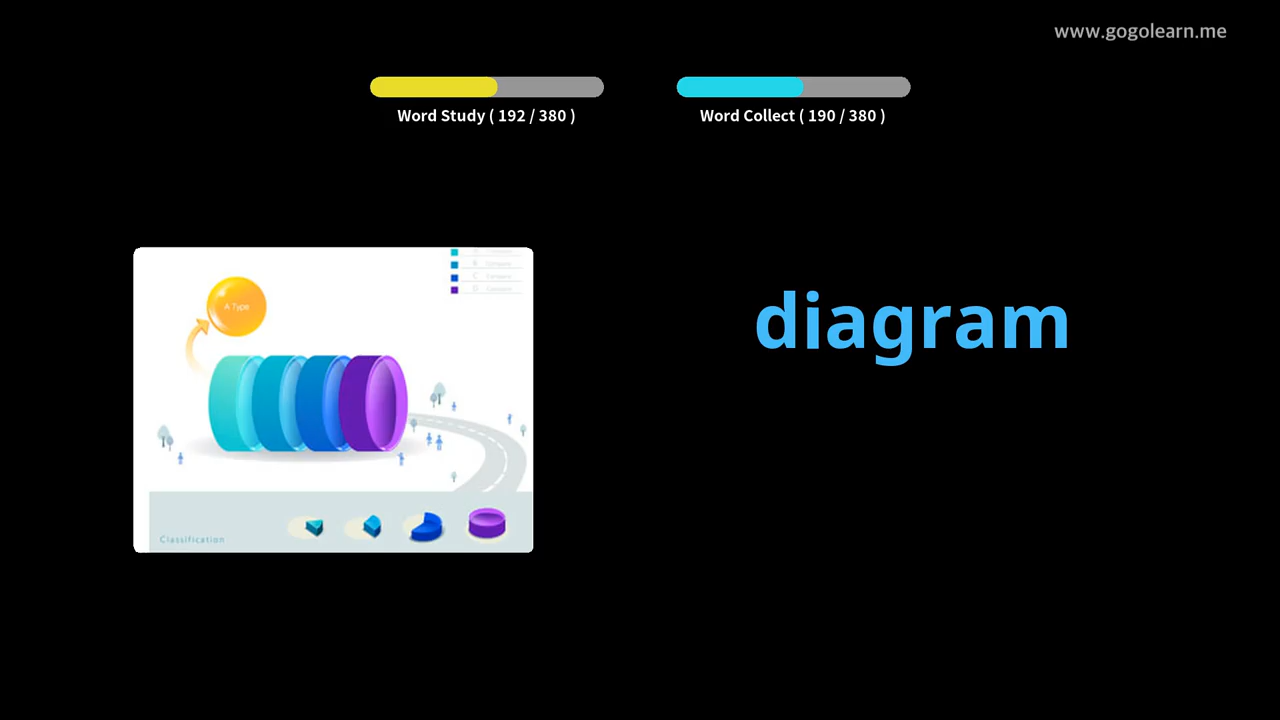 www.gogolearn.me
Word Study ( 192 / 380 )
Word Collect ( 190 / 380 )
A Type
diagram
B
C
D
Classification